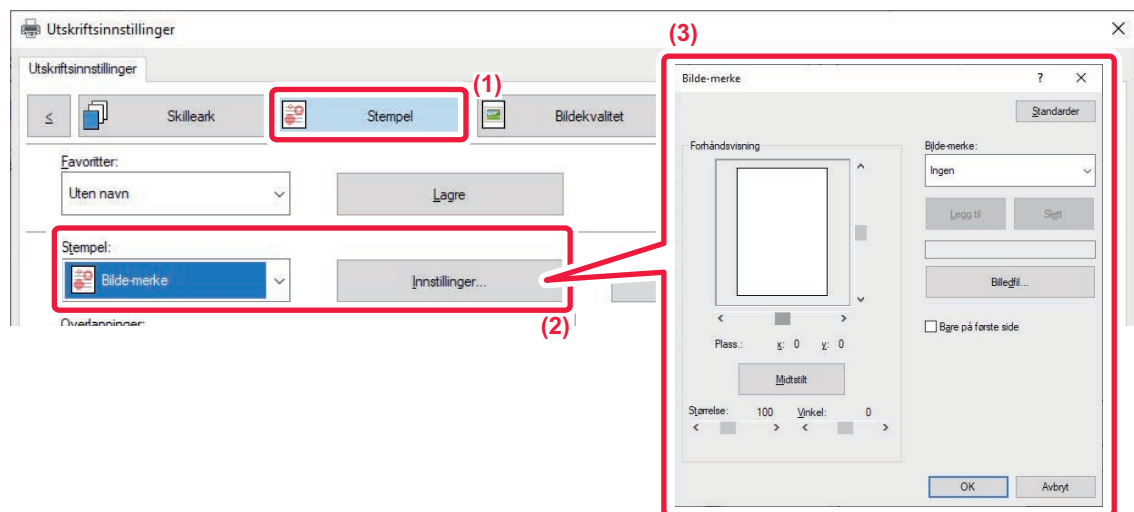 Utskriftsinnstillinger
(3)
Utskriftsinnstillinger
(1)
≤
Skilleark
Stempel
Bildekvalitet
Favoritter:
Uten navn
Lagre
Stempel:
Bilde-merke
Innstillinger...
(2)
Overlappinger:
Bilde-merke
?
Standarder
Forhåndsvisning
Bilde-merke:
Ingen
Legg til
Slett
Billedfil...
Bare på første side
Plass.: x: 0 y: 0
Midtstilt
Størrelse: 100 Vinkel: 0
OK
Avbryt